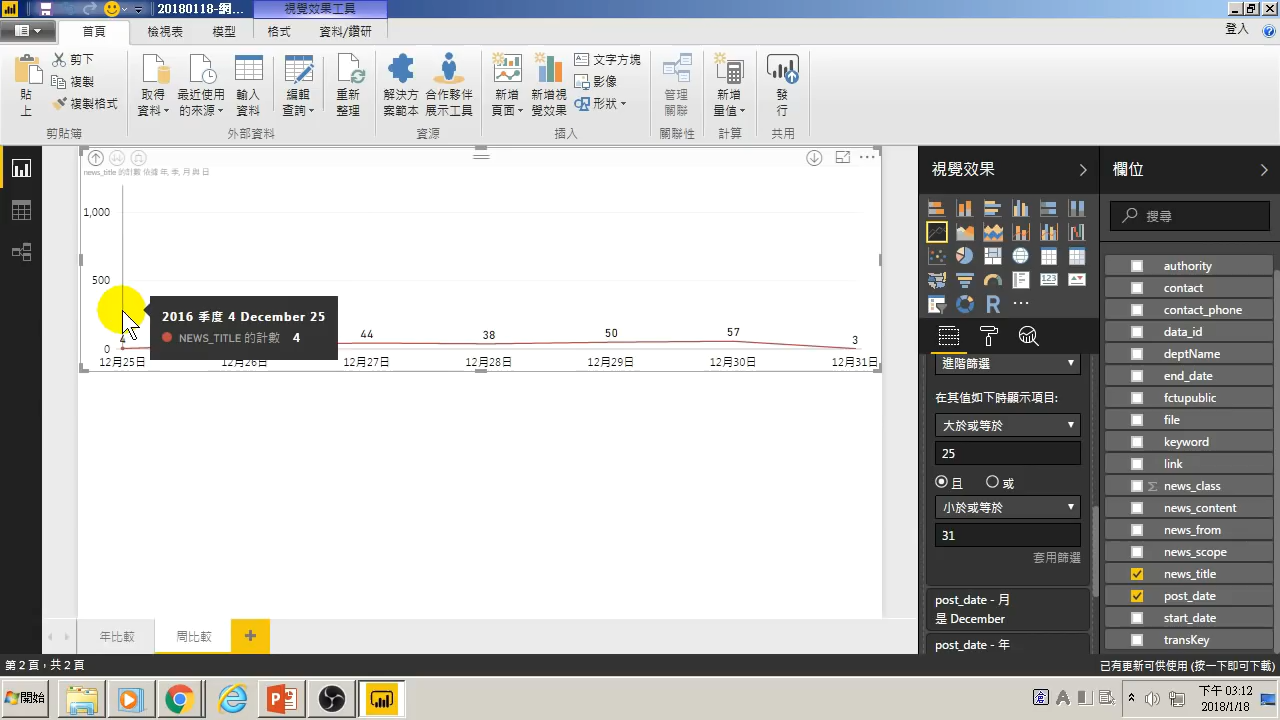 20180118-網...
視覺效果工具
首頁
檢視表
模型
格式
資料/鑽研
登入
貼上
剪下
複製
複製格式
剪貼簿
取得資料
最近使用的來源
輸入資料
編輯查詢
外部資料
重新整理
解決方案範本
合作夥伴展示工具
資源
新增頁面
新增視覺效果
文字方塊
影像
形狀
插入
管理關聯
關聯性
新增量值
計算
發行
共用
news_title 的計數 依據 年, 季, 月 與 日
1,000
500
0
4
44
38
50
57
3
12月25日
12月26日
12月27日
12月28日
12月29日
12月30日
12月31日
2016 季度 4 December 25
NEWS_TITLE 的計數 4
視覺效果
R
123
進階篩選
在其值如下時顯示項目:
大於或等於
25
且
或
小於或等於
31
套用篩選
post_date - 月
是 December
post_date - 年
欄位
搜尋
authority
contact
contact_phone
data_id
deptName
end_date
fctupublic
file
keyword
link
Σ news_class
news_content
news_from
news_scope
news_title
post_date
start_date
transKey
年比較
周比較
第 2 頁，共 2 頁
已有更新可供使用 (按一下即可下載)
開始
下午 03:12
2018/1/18